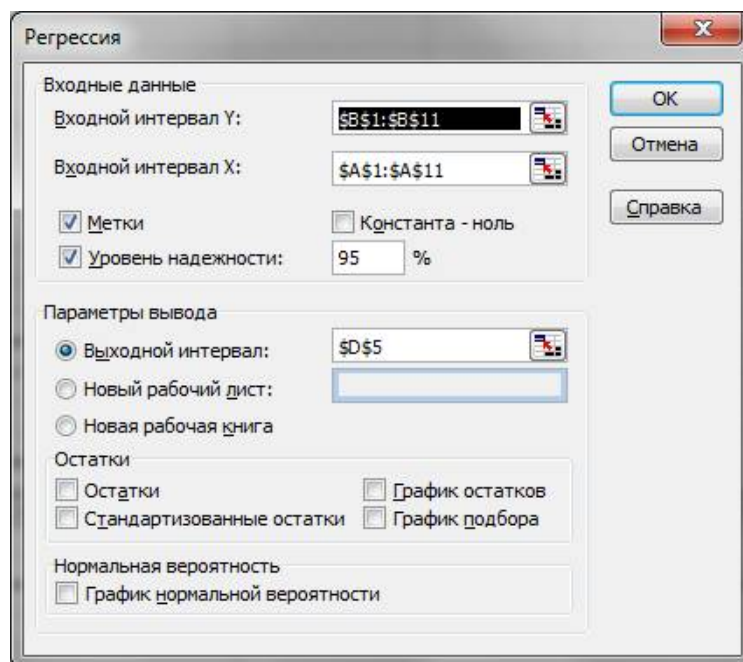 Регрессия
Входные данные
Входной интервал Y: $B$1:$B$11
Входной интервал X: $A$1:$A$11
Метки Константа - ноль
Уровень надежности: 95 %
OK
Отмена
Справка
Параметры вывода
Выходной интервал: $D$5
Новый рабочий лист:
Новая рабочая книга
Остатки
Остатки График остатков
Стандартизованные остатки График подбора
Нормальная вероятность
График нормальной вероятности